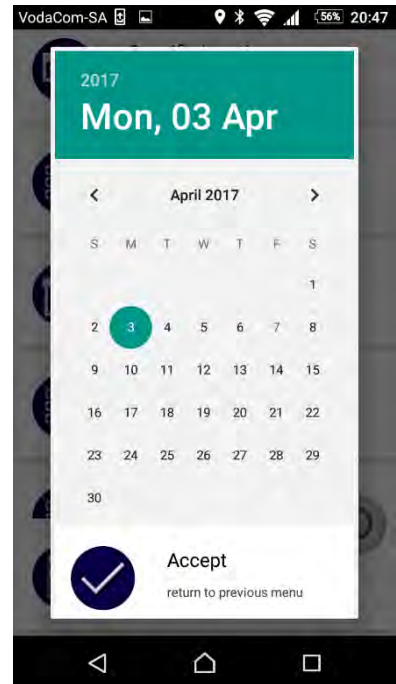 VodaCom-SA 56% 20:47
2017
Mon, 03 Apr
April 2017
S M T W T F S
1
2 3 4 5 6 7 8
9 10 11 12 13 14 15
16 17 18 19 20 21 22
23 24 25 26 27 28 29
30
Accept
return to previous menu